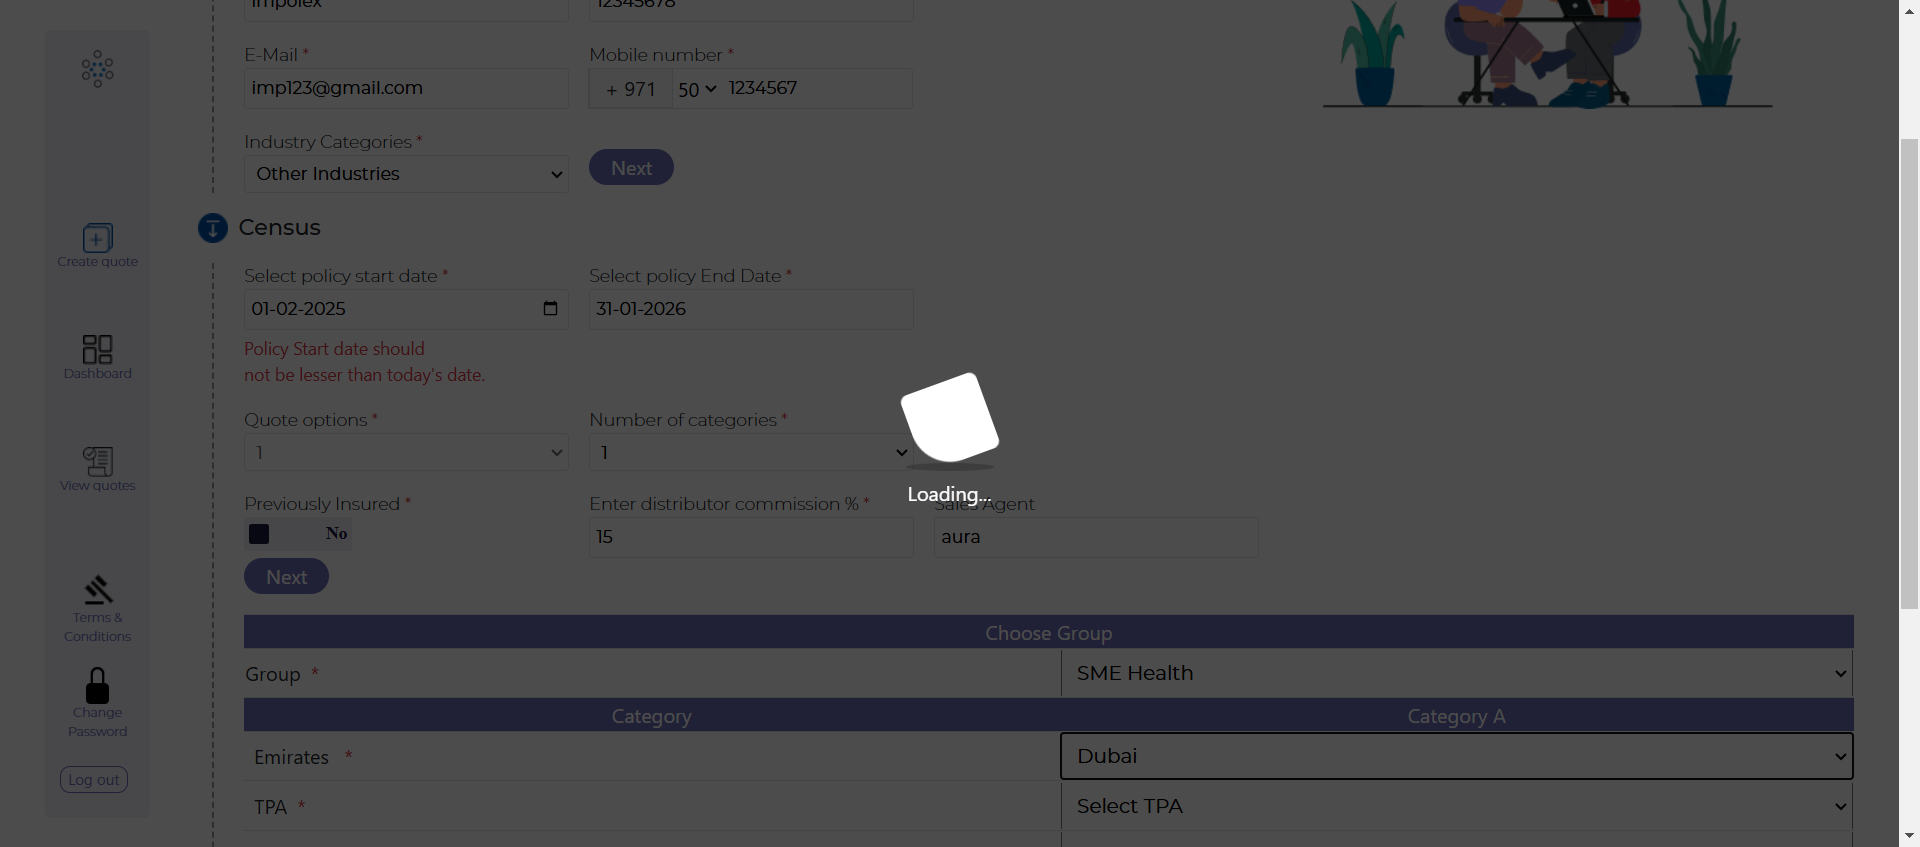 Impolex
12345678
E-Mail *
Mobile number *
imp123@gmail.com
+ 971
50
1234567
Industry Categories *
Other Industries
Next
Census
Create quote
Select policy start date *
Select policy End Date *
01-02-2025
31-01-2026
Policy Start date should
not be lesser than today's date.
Dashboard
Quote options *
Number of categories *
1
1
View quotes
Loading...
Previously Insured *
Enter distributor commission % *
Sales Agent
No
15
aura
Next
Terms &
Conditions
Choose Group
Group *
SME Health
Change
Password
Category
Category A
Emirates *
Dubai
Log out
TPA *
Select TPA